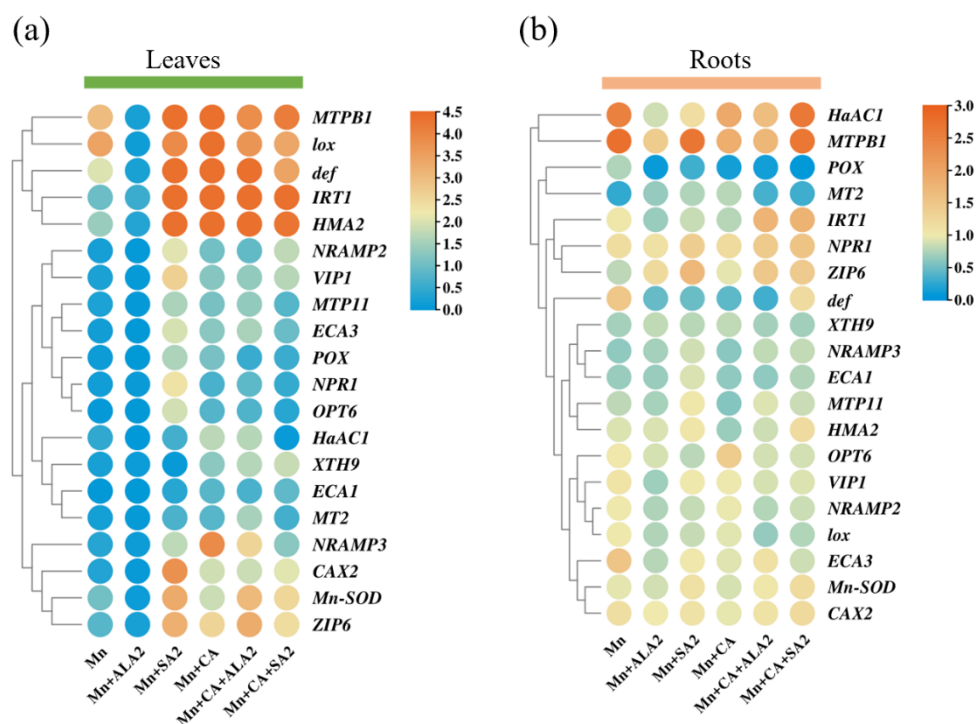 (a)
Leaves
MTPB1
lox
def
IRT1
HMA2
NRAMP2
VIP1
MTP11
ECA3
POX
NPR1
OPT6
HaAC1
XTH9
ECA1
MT2
NRAMP3
CAX2
Mn-SOD
ZIP6
4.5
4.0
3.5
3.0
2.5
2.0
1.5
1.0
0.5
0.0
Mn
Mn+ALA2
Mn+SA2
Mn+CA
Mn+CA+ALA2
Mn+CA+SA2
(b)
Roots
HaAC1
MTPB1
POX
MT2
IRT1
NPR1
ZIP6
def
XTH9
NRAMP3
ECA1
MTP11
HMA2
OPT6
VIP1
NRAMP2
lox
ECA3
Mn-SOD
CAX2
3.0
2.5
2.0
1.5
1.0
0.5
0.0
Mn
Mn+ALA2
Mn+SA2
Mn+CA
Mn+CA+ALA2
Mn+CA+SA2